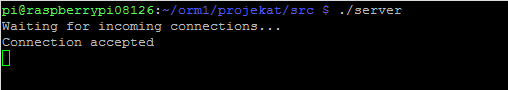 pi@raspberrypi08126:~/orm1/projekat/src $ ./server
Waiting for incoming connections...
Connection accepted